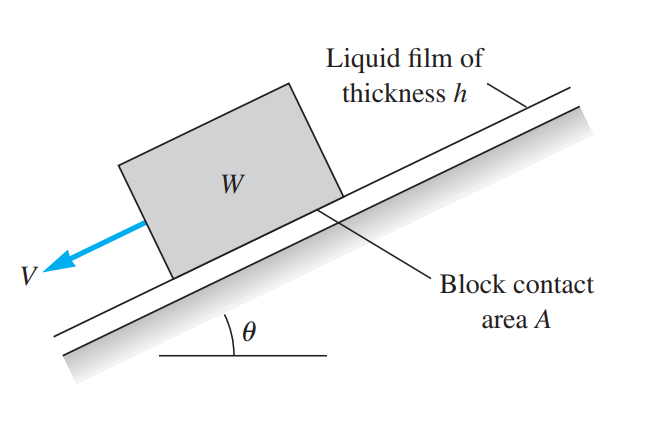 Liquid film of
thickness h
W
V
Block contact
area A
θ